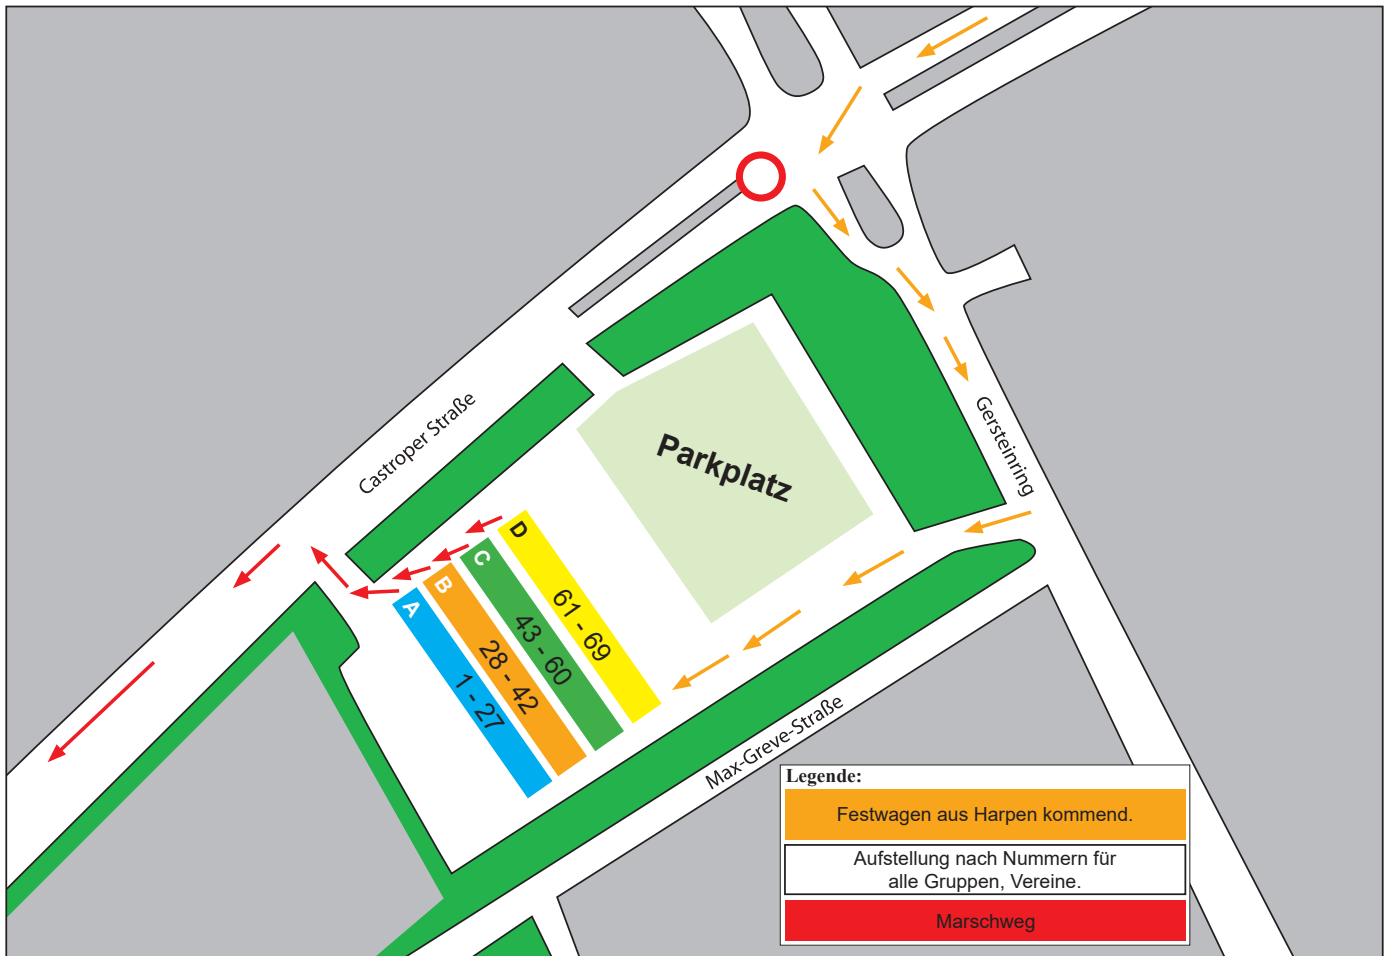 Castroper Straße
Gersteinring
Parkplatz
D
61 - 69
C
43 - 60
B
28 - 42
A
1 - 27
Max-Greve-Straße
Legende:
Festwagen aus Harpen kommend.
Aufstellung nach Nummern für
alle Gruppen, Vereine.
Marschweg